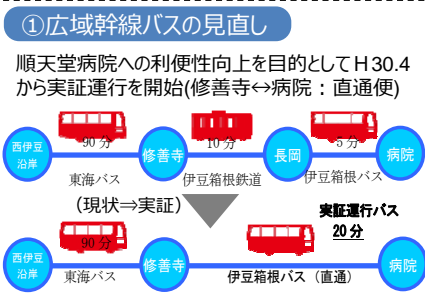 ①広域幹線バスの見直し
順天堂病院への利便性向上を目的としてH30.4
から実証運行を開始(修善寺↔病院：直通便)
90分 10分 5分
西伊豆
沿岸
修善寺 長岡 病院
東海バス 伊豆箱根鉄道 伊豆箱根バス
(現状⇒実証)
実証運行バス
20分
90分
西伊豆
沿岸
修善寺 病院
東海バス 伊豆箱根バス（直通）